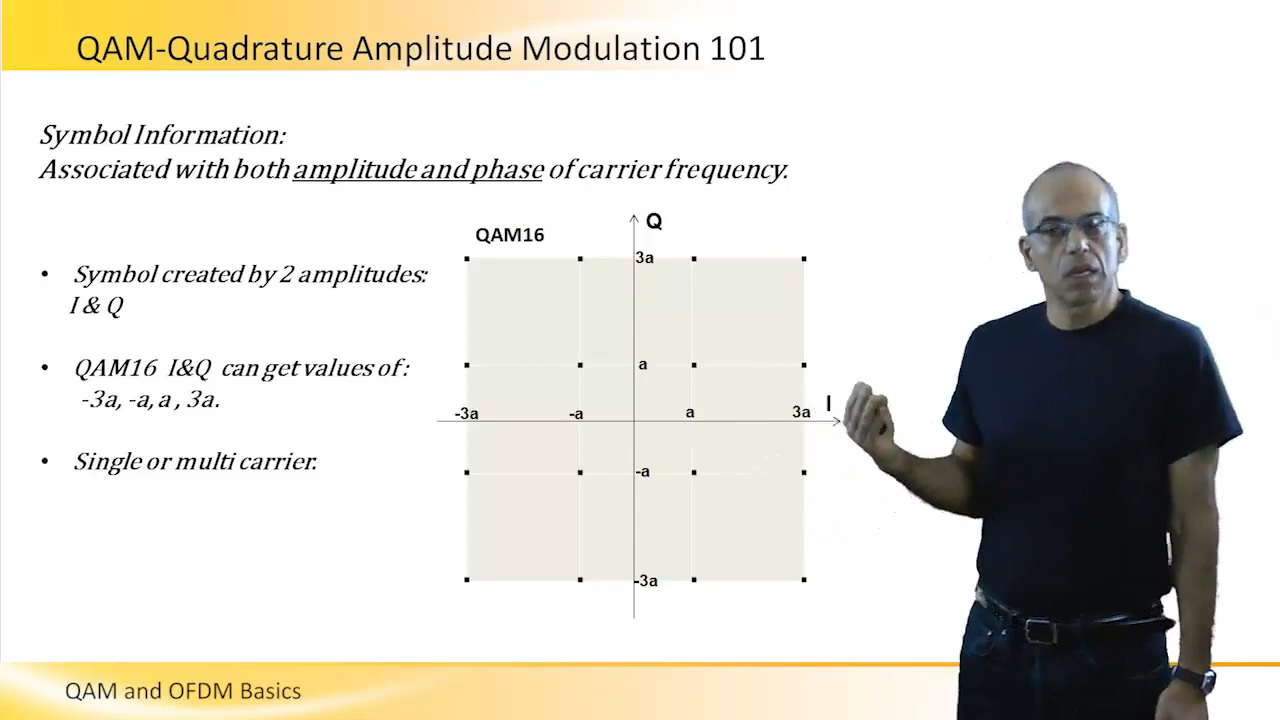 QAM-Quadrature Amplitude Modulation 101
Symbol Information:
Associated with both amplitude and phase of carrier frequency.
• Symbol created by 2 amplitudes:
I & Q
• QAM16 I&Q can get values of :
-3a, -a, a , 3a.
• Single or multi carrier.
QAM16
Q
3a
a
-3a
-a
a
3a
I
-a
-3a
QAM and OFDM Basics